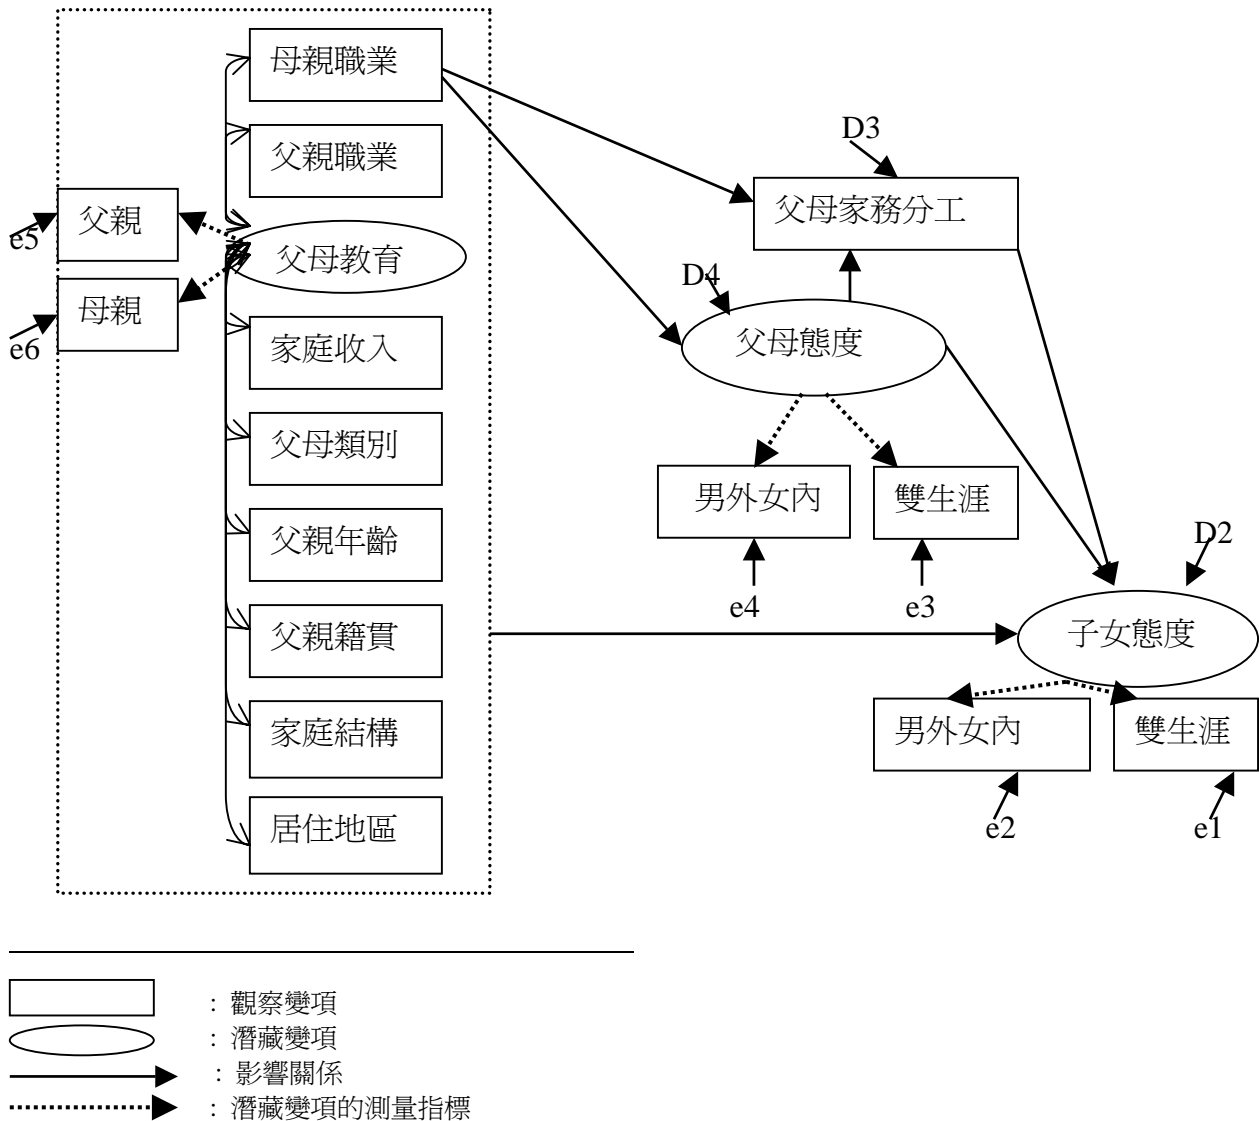 母親職業
父親職業
父親
e5
父母教育
母親
e6
家庭收入
父母類別
父親年齡
父親籍貫
家庭結構
居住地區
D3
父母家務分工
D4
父母態度
男外女內
雙生涯
e4
e3
D2
子女態度
男外女內
雙生涯
e2
e1
：觀察變項
：潛藏變項
：影響關係
：潛藏變項的測量指標